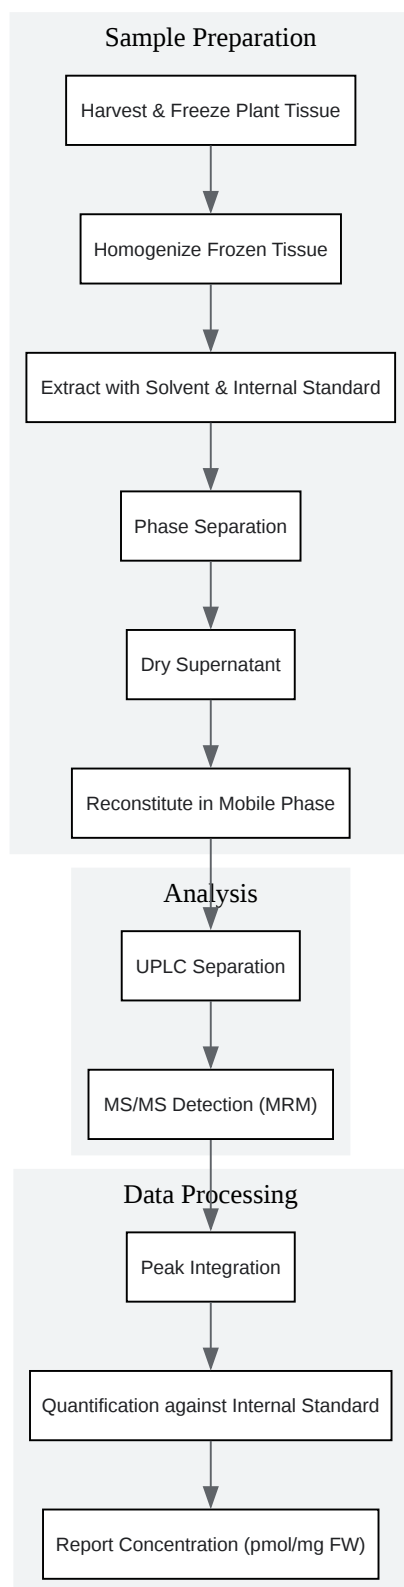 Sample Preparation
Harvest & Freeze Plant Tissue
Homogenize Frozen Tissue
Extract with Solvent & Internal Standard
Phase Separation
Dry Supernatant
Reconstitute in Mobile Phase
Analysis
UPLC Separation
MS/MS Detection (MRM)
Data Processing
Peak Integration
Quantification against Internal Standard
Report Concentration (pmol/mg FW)